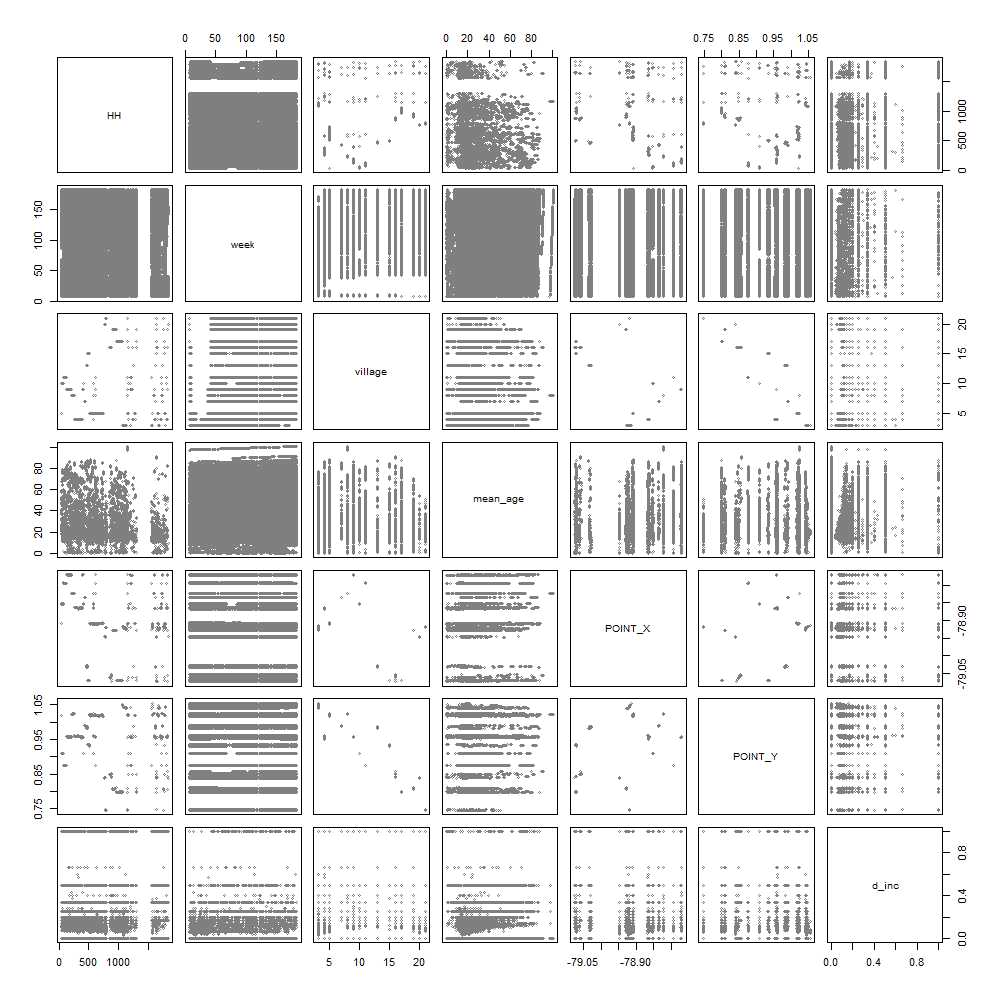 0 50 100 150 0 20 40 60 80 0.75 0.85 0.95 1.05
HH
0 500 1000
0 50 100 150
week
village
5 10 15 20
0 20 40 60 80
mean_age
POINT_X
-79.05 -78.90
0.75 0.85 0.95 1.05
POINT_Y
d_inc
0.0 0.4 0.8
0 500 1000 5 10 15 20 -79.05 -78.90 0.0 0.4 0.8